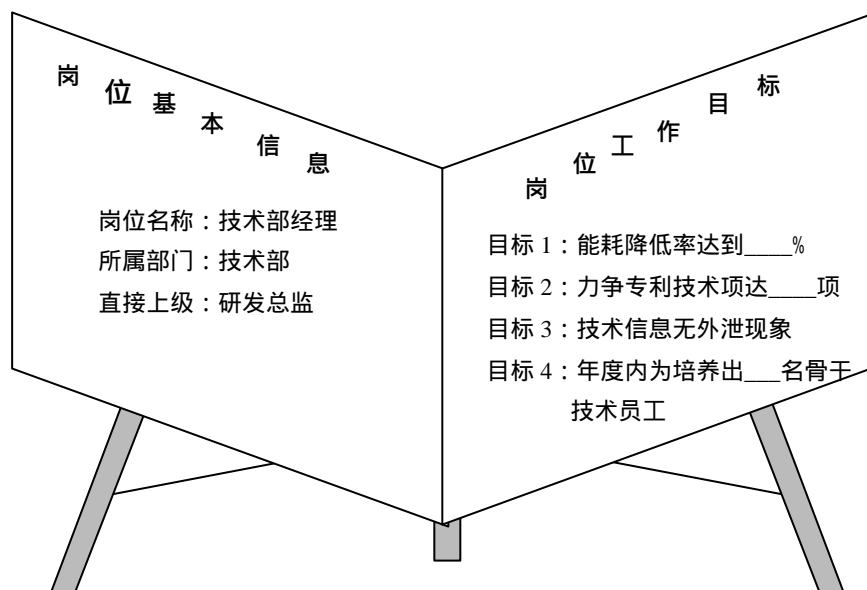 岗位基本信息
岗位名称：技术部经理
所属部门：技术部
直接上级：研发总监
岗位工作目标
目标 1：能耗降低率达到____%
目标 2：力争专利技术项达____项
目标 3：技术信息无外泄现象
目标 4：年度内为培养出___名骨干
技术员工